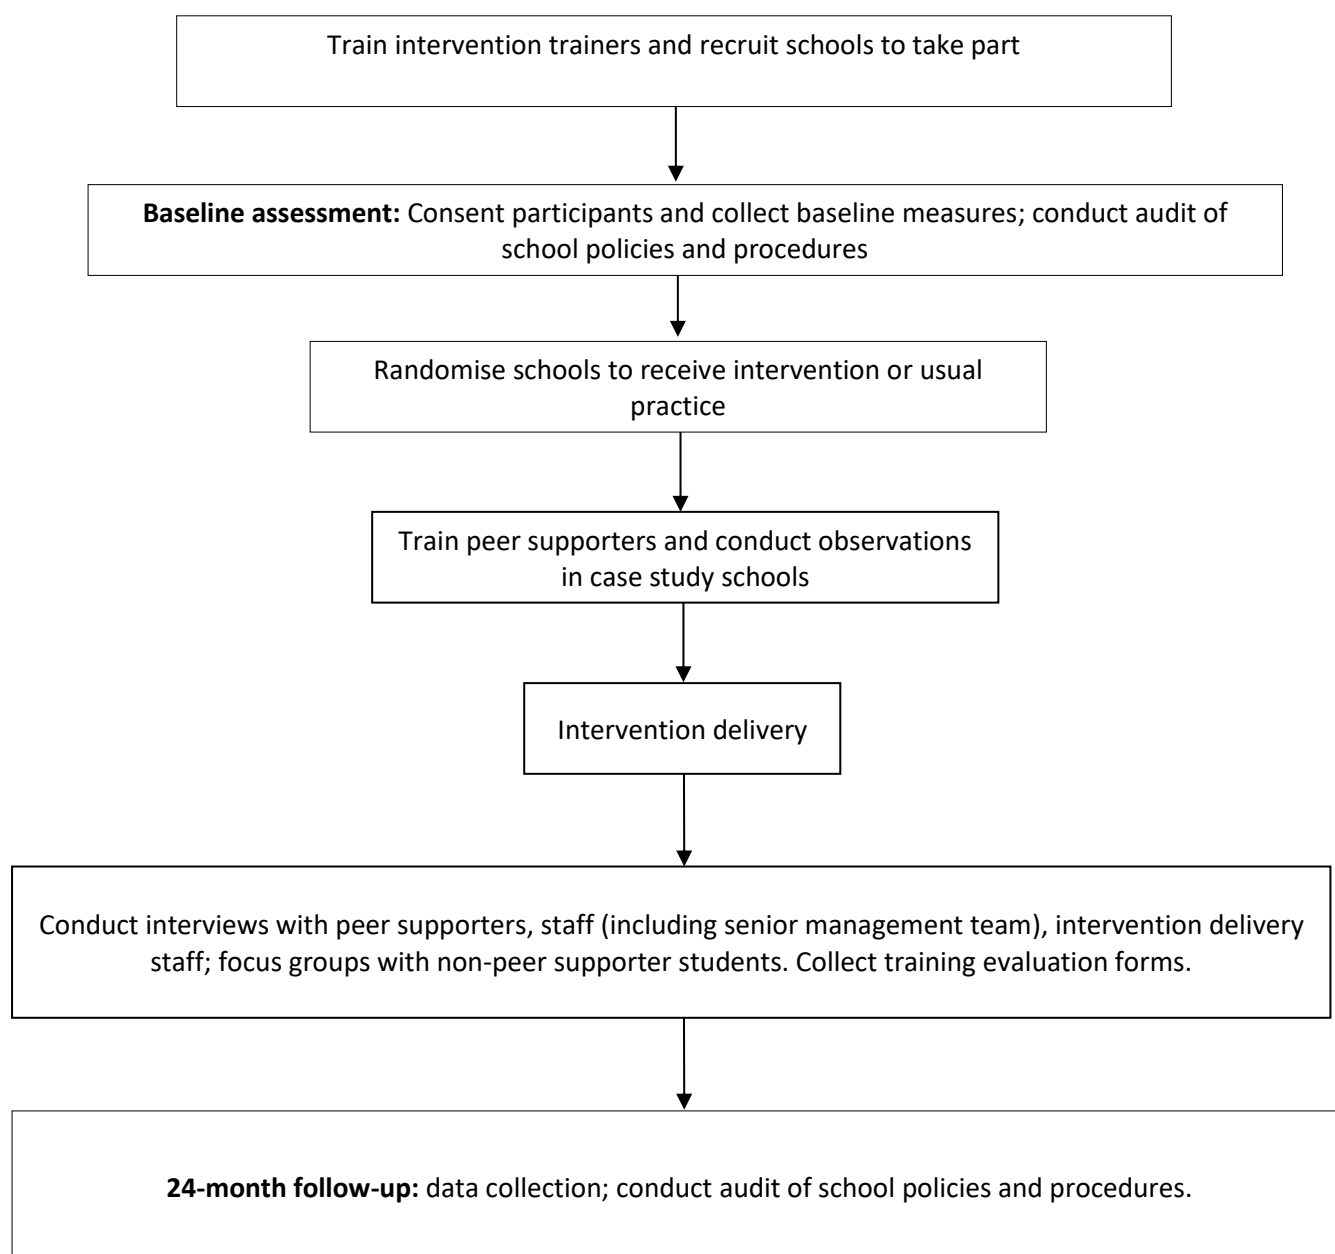 Train intervention trainers and recruit schools to take part
Baseline assessment: Consent participants and collect baseline measures; conduct audit of
school policies and procedures
Randomise schools to receive intervention or usual
practice
Train peer supporters and conduct observations
in case study schools
Intervention delivery
Conduct interviews with peer supporters, staff (including senior management team), intervention delivery
staff; focus groups with non-peer supporter students. Collect training evaluation forms.
24-month follow-up: data collection; conduct audit of school policies and procedures.